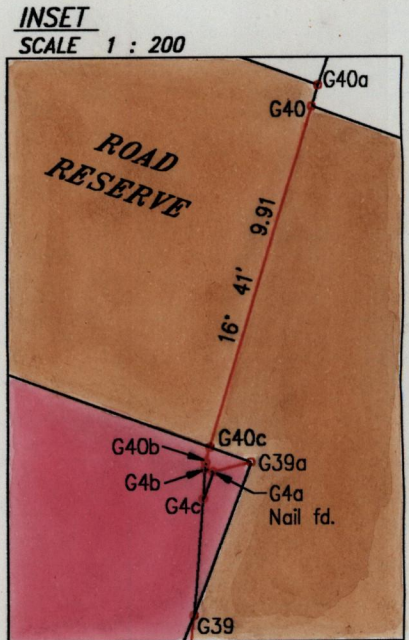 INSET
SCALE 1 : 200
G40a
G40
ROAD
RESERVE
9.91
16° 41'
G40c
G40b
G39a
G4b
G4a
Nail fd.
G4c
G39